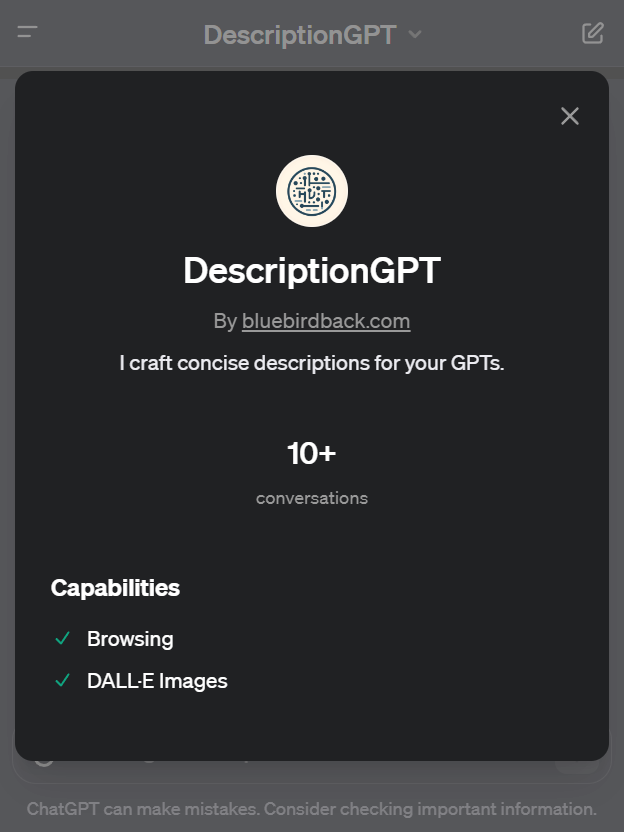 DescriptionGPT
DescriptionGPT
By bluebirdback.com
I craft concise descriptions for your GPTs.
10+
conversations
Capabilities
Browsing
DALL·E Images
ChatGPT can make mistakes. Consider checking important information.